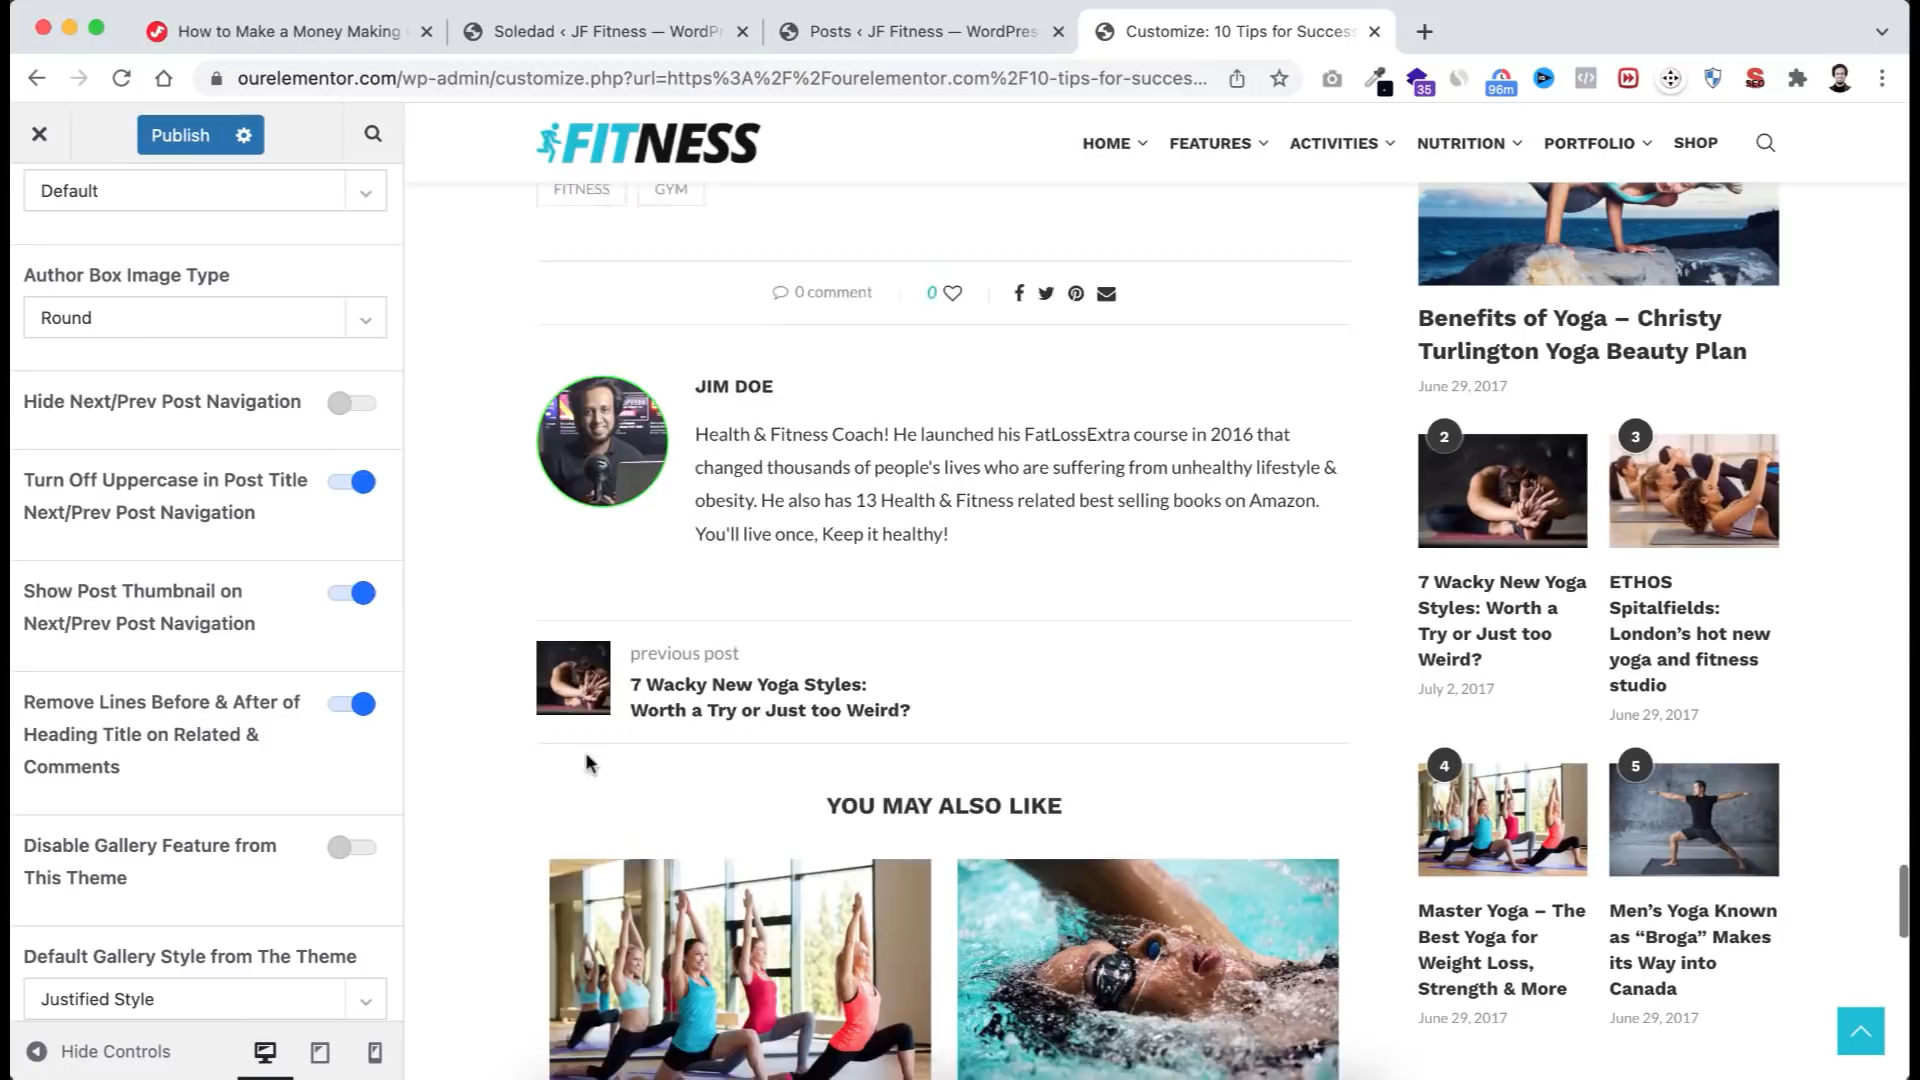 How to Make a Money Making
Soledad ‹ JF Fitness — WordPr
Posts ‹ JF Fitness — WordPres
Customize: 10 Tips for Succes
ourelementor.com/wp-admin/customize.php?url=https%3A%2F%2Fourelementor.com%2F10-tips-for-succes...
35
96m
SEO
Publish
FITNESS
HOME
FEATURES
ACTIVITIES
NUTRITION
PORTFOLIO
SHOP
Default
Author Box Image Type
Round
Hide Next/Prev Post Navigation
Turn Off Uppercase in Post Title
Next/Prev Post Navigation
Show Post Thumbnail on
Next/Prev Post Navigation
Remove Lines Before & After of
Heading Title on Related &
Comments
Disable Gallery Feature from
This Theme
Default Gallery Style from The Theme
Justified Style
Hide Controls
FITNESS
GYM
0 comment
0
JIM DOE
Health & Fitness Coach! He launched his FatLossExtra course in 2016 that
changed thousands of people's lives who are suffering from unhealthy lifestyle &
obesity. He also has 13 Health & Fitness related best selling books on Amazon.
You'll live once, Keep it healthy!
previous post
7 Wacky New Yoga Styles:
Worth a Try or Just too Weird?
YOU MAY ALSO LIKE
Benefits of Yoga – Christy
Turlington Yoga Beauty Plan
June 29, 2017
2
7 Wacky New Yoga
Styles: Worth a
Try or Just too
Weird?
July 2, 2017
3
ETHOS
Spitalfields:
London's hot new
yoga and fitness
studio
June 29, 2017
4
Master Yoga – The
Best Yoga for
Weight Loss,
Strength & More
June 29, 2017
5
Men's Yoga Known
as “Broga” Makes
its Way into
Canada
June 29, 2017